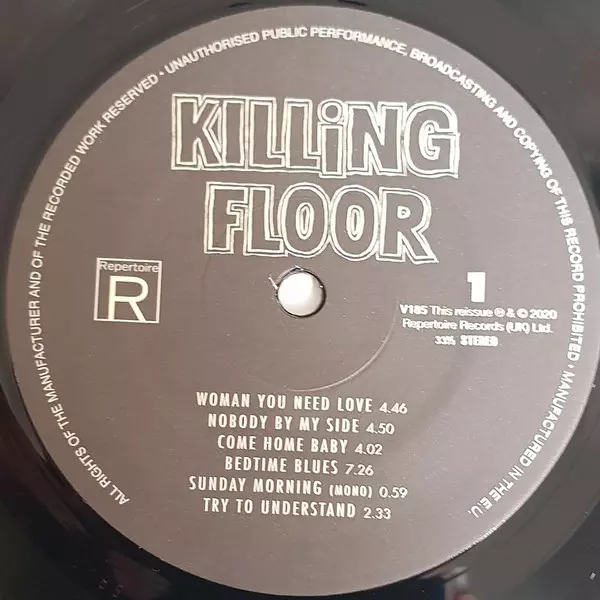 ALL RIGHTS OF THE MANUFACTURER AND OF THE RECORDED WORK RESERVED • UNAUTHORISED PUBLIC PERFORMANCE, BROADCASTING AND COPYING OF THIS RECORD PROHIBITED • MANUFACTURED IN THE E.U.
KILLiNG
FLOOR
Repertoire
R
1
V185 This reissue ℗ & © 2020
Repertoire Records (UK) Ltd.
33⅓ STEREO
WOMAN YOU NEED LOVE 4.46
NOBODY BY MY SIDE 4.50
COME HOME BABY 4.02
BEDTIME BLUES 7.26
SUNDAY MORNING (MONO) 0.59
TRY TO UNDERSTAND 2.33